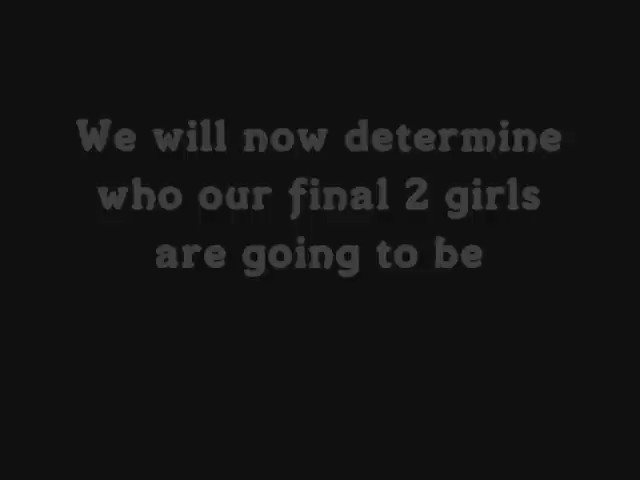 We will now determine
who our final 2 girls
are going to be